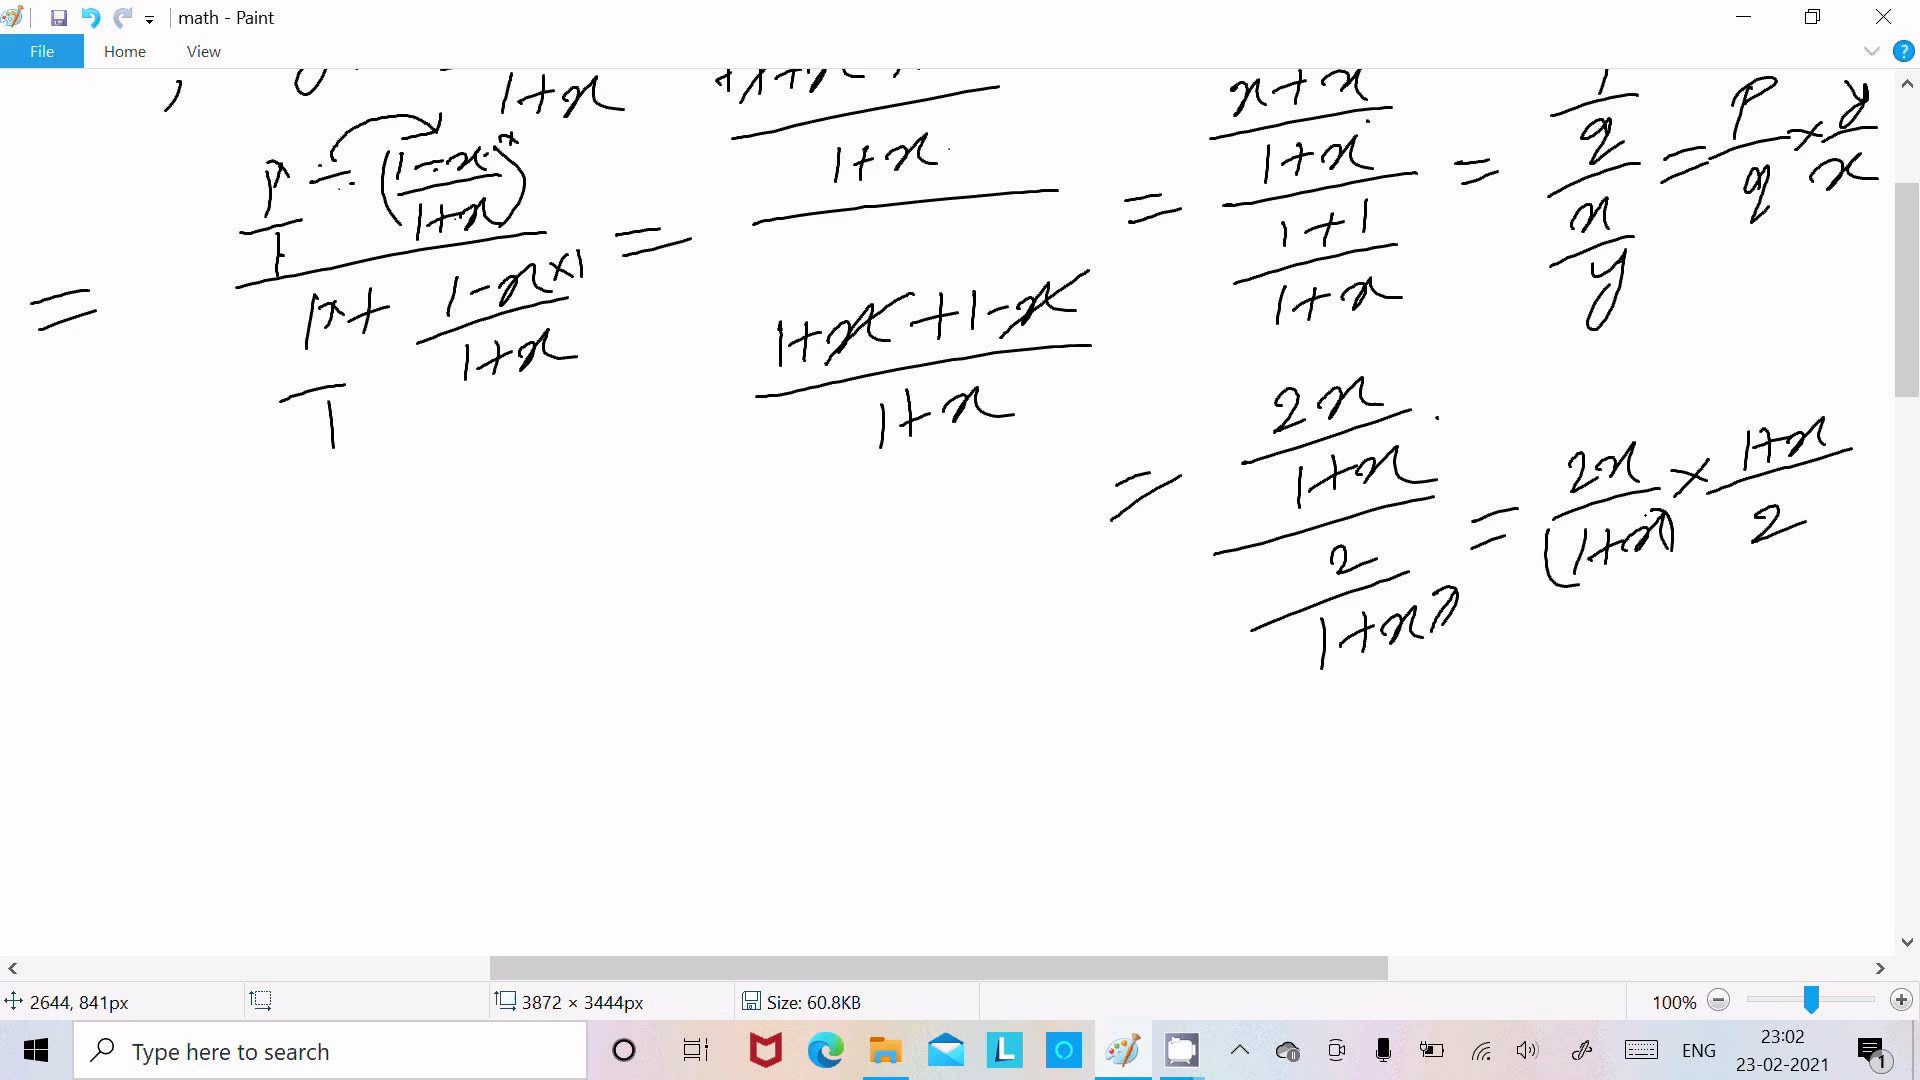 math - Paint
File Home View
1+x
1+x
x+x
1+x
1+1
1+x
=
1
q
x
y
= P/q × y/x
1
1-x
1+x
=
1 + 1-x×1
1+x
1
=
1+x+1-x
1+x
=
2x
1+x
2
1+x)
= 2x/(1+x) × 1+x/2
2644, 841px
3872 × 3444px
Size: 60.8KB
100%
Type here to search
L
ENG
23:02
23-02-2021
1